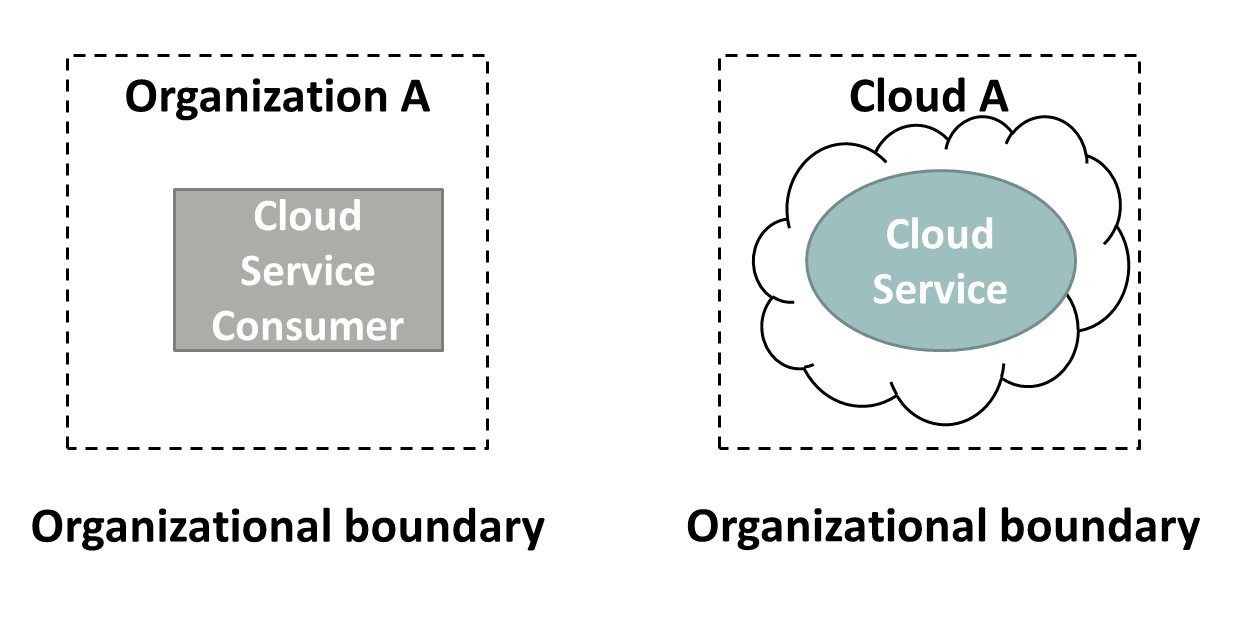 Organization A
Cloud
Service
Consumer
Organizational boundary
Cloud A
Cloud
Service
Organizational boundary